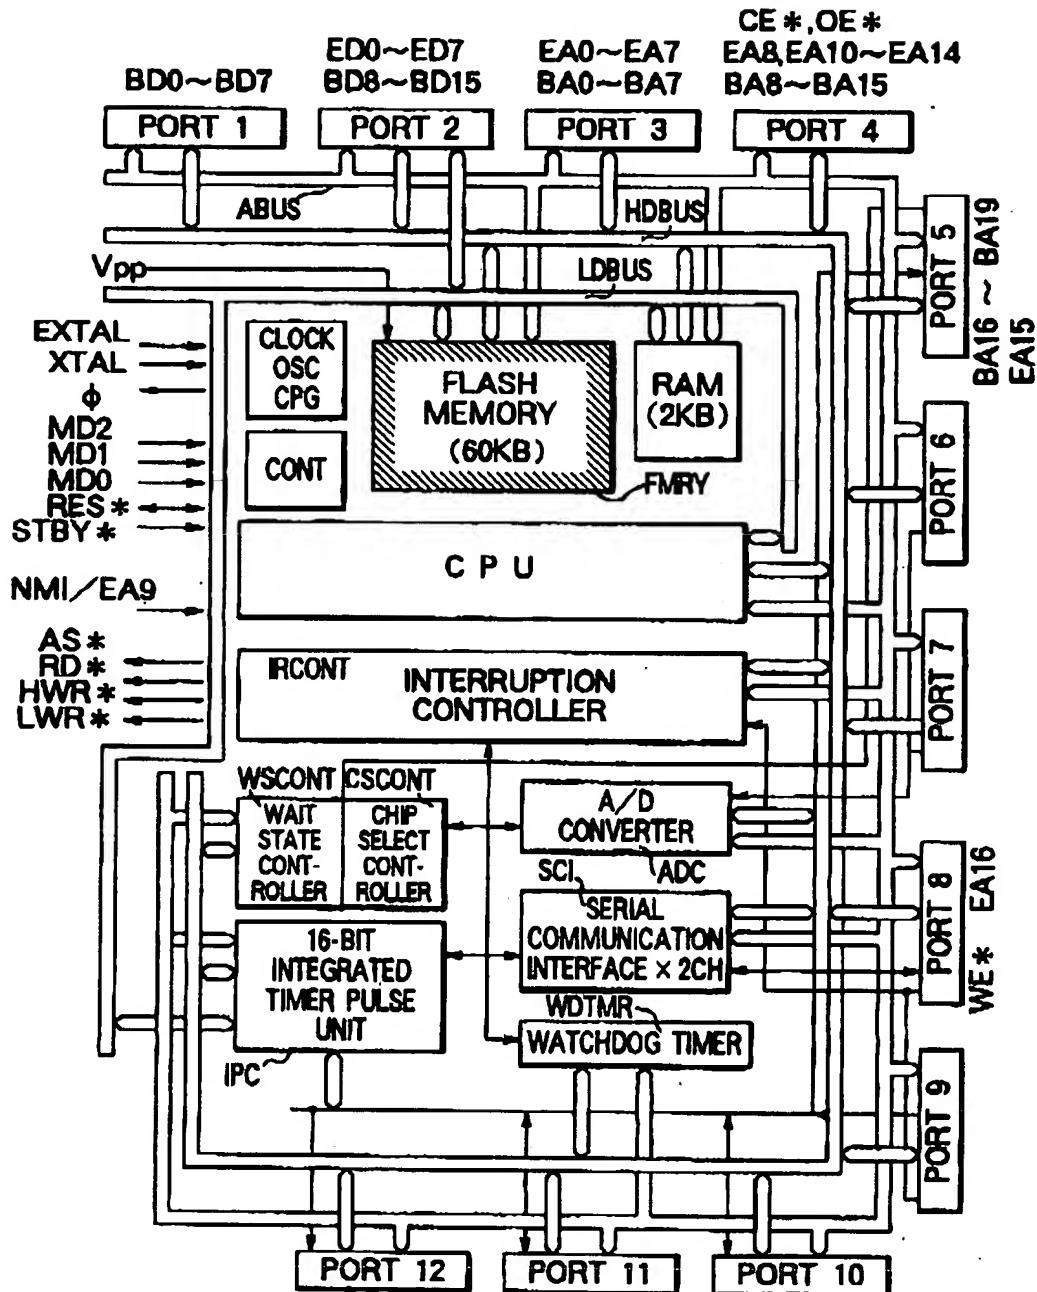 CE*,OE*
ED0~ED7
EA0~EA7
EA8,EA10~EA14
BD0~BD7
BD8~BD15
BA0~BA7
BA8~BA15
PORT 1
PORT 2
PORT 3
PORT 4
ABUS
HDBUS
PORT 5
BA16 ~ BA19
EA15
Vpp
LDBUS
EXTAL
XTAL
φ
MD2
MD1
MD0
RES*
STBY*
CLOCK
OSC
CPG
FLASH
MEMORY
(60KB)
RAM
(2KB)
CONT
FMRY
PORT 6
CPU
NMI/EA9
AS*
RD*
HWR*
LWR*
IRCONT
INTERRUPTION
CONTROLLER
PORT 7
WSCONT
CSCONT
WAIT
STATE
CONT-
ROLLER
CHIP
SELECT
CONT-
ROLLER
A/D
CONVERTER
SCI
ADC
PORT 8
WE*
EA16
16-BIT
INTEGRATED
TIMER PULSE
UNIT
SERIAL
COMMUNICATION
INTERFACE × 2CH
WDTMR
WATCHDOG TIMER
IPC
PORT 9
PORT 12
PORT 11
PORT 10